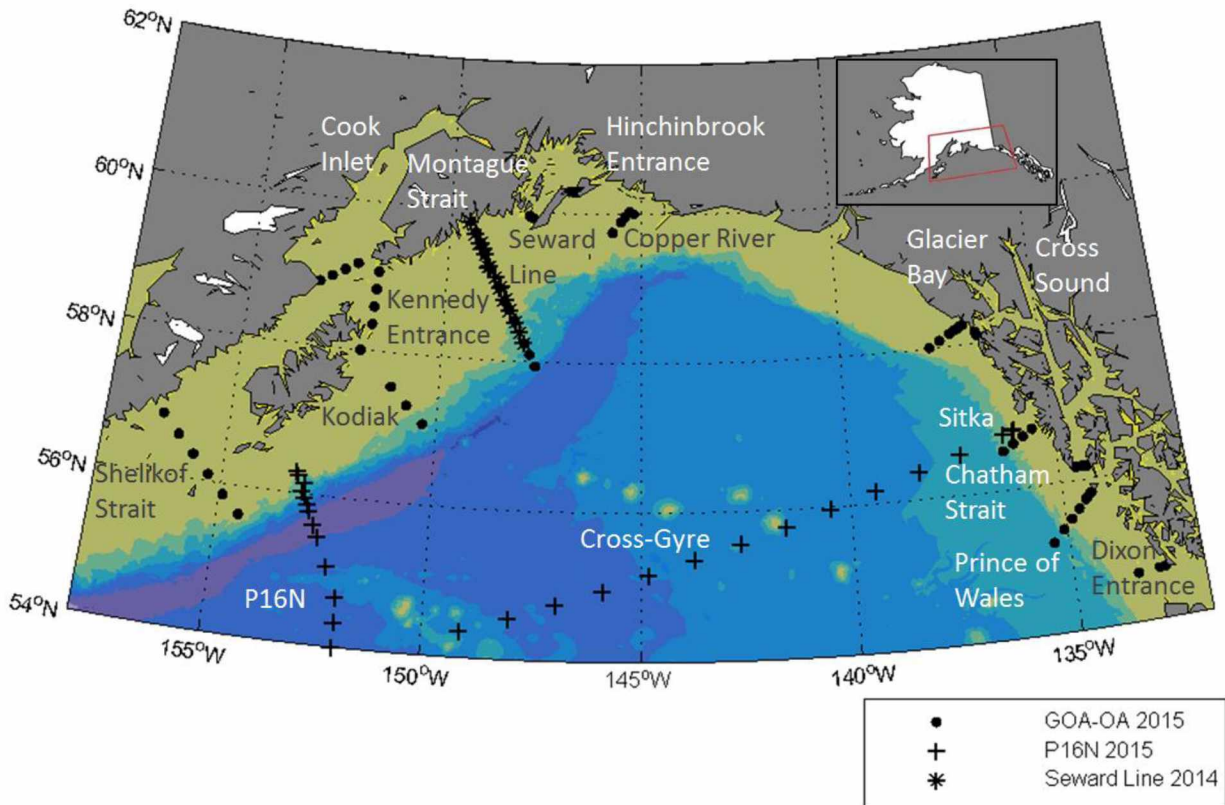 62°N
60°N
58°N
56°N
54°N
155°W
150°W
145°W
140°W
135°W
Cook
Inlet
Montague
Strait
Hinchinbrook
Entrance
Seward
Line
Copper River
Glacier
Bay
Cross
Sound
Kennedy
Entrance
Kodiak
Shelikof
Strait
Sitka
Chatham
Strait
Cross-Gyre
P16N
Prince of
Wales
Dixon
Entrance
GOA-OA 2015
P16N 2015
Seward Line 2014